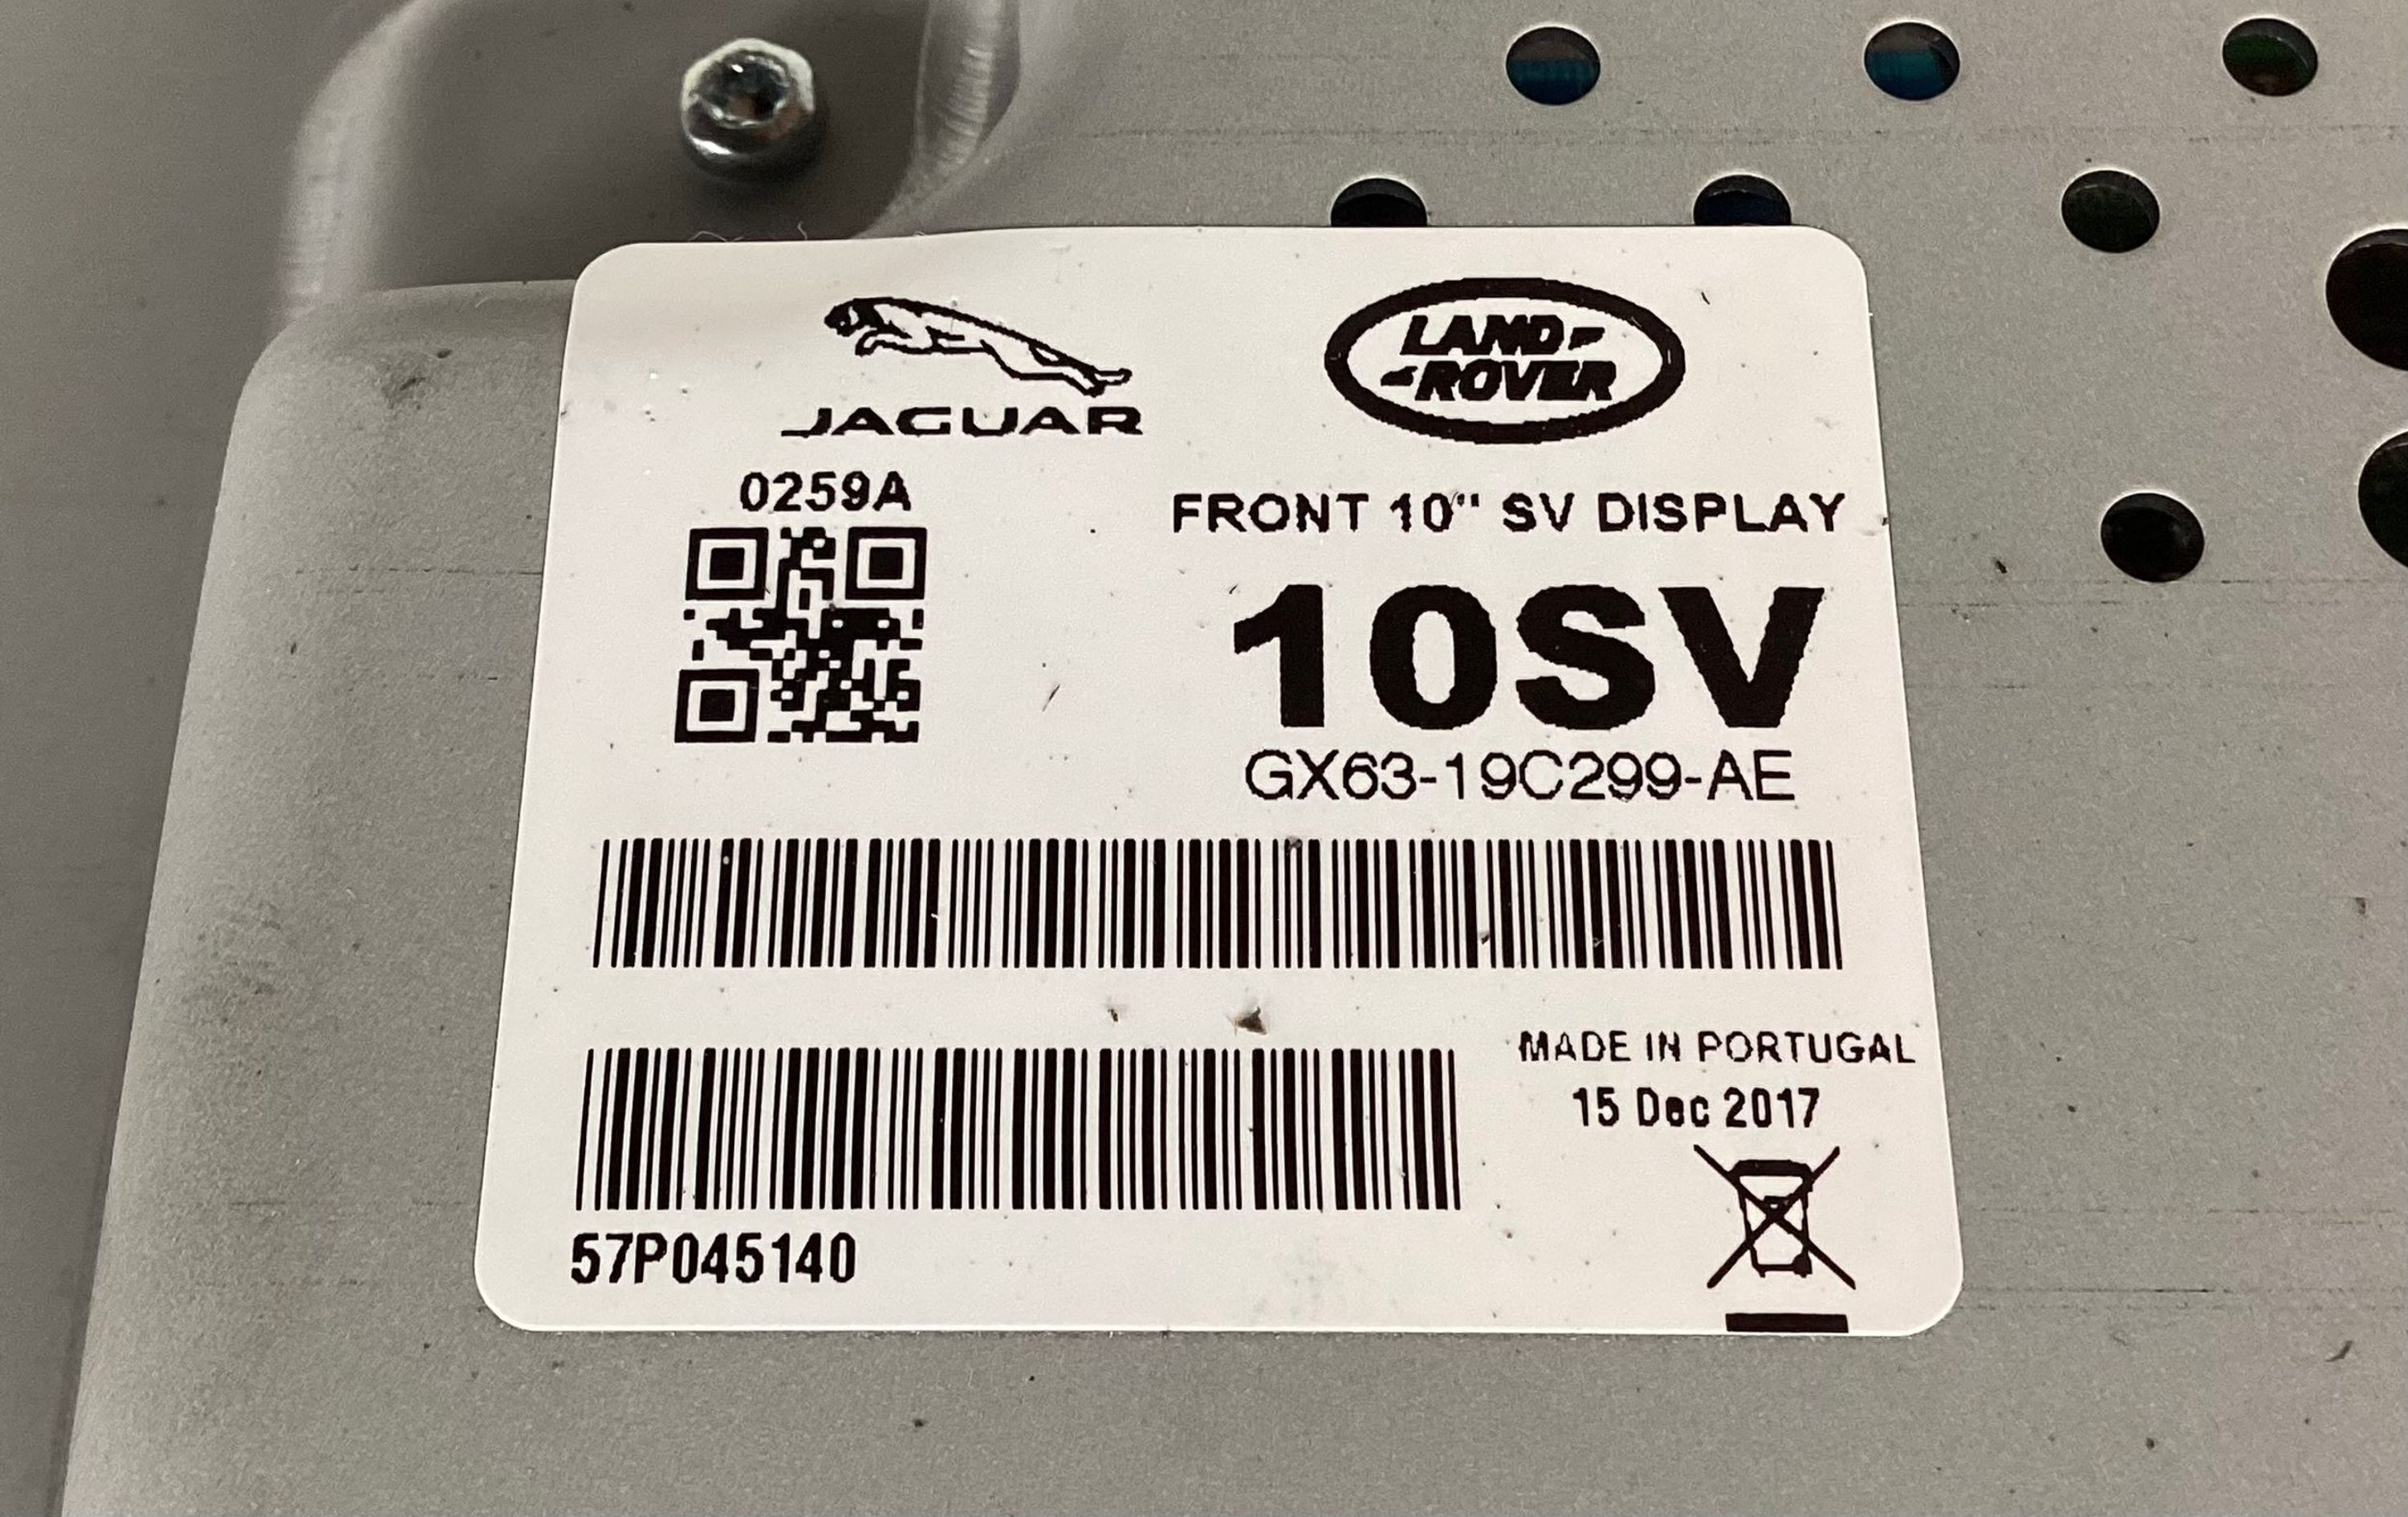 JAGUAR
LAND
ROVER
0259A
FRONT 10" SV DISPLAY
10SV
GX63-19C299-AE
MADE IN PORTUGAL
15 Dec 2017
57P045140